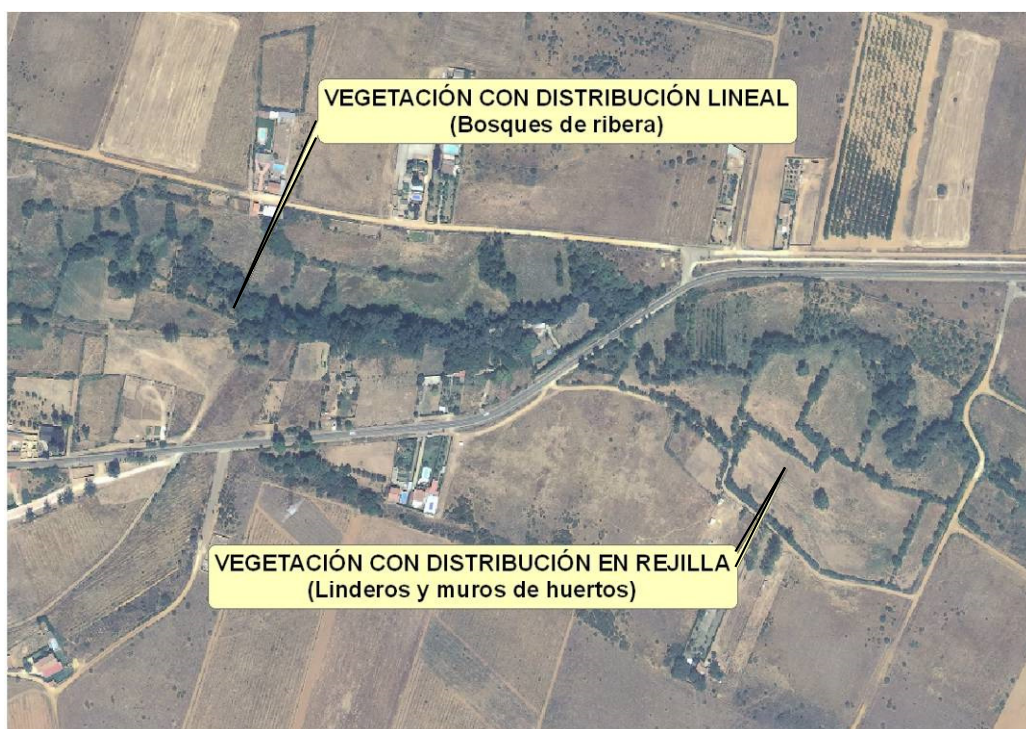 VEGETACIÓN CON DISTRIBUCIÓN LINEAL
(Bosques de ribera)
VEGETACIÓN CON DISTRIBUCIÓN EN REJILLA
(Linderos y muros de huertos)